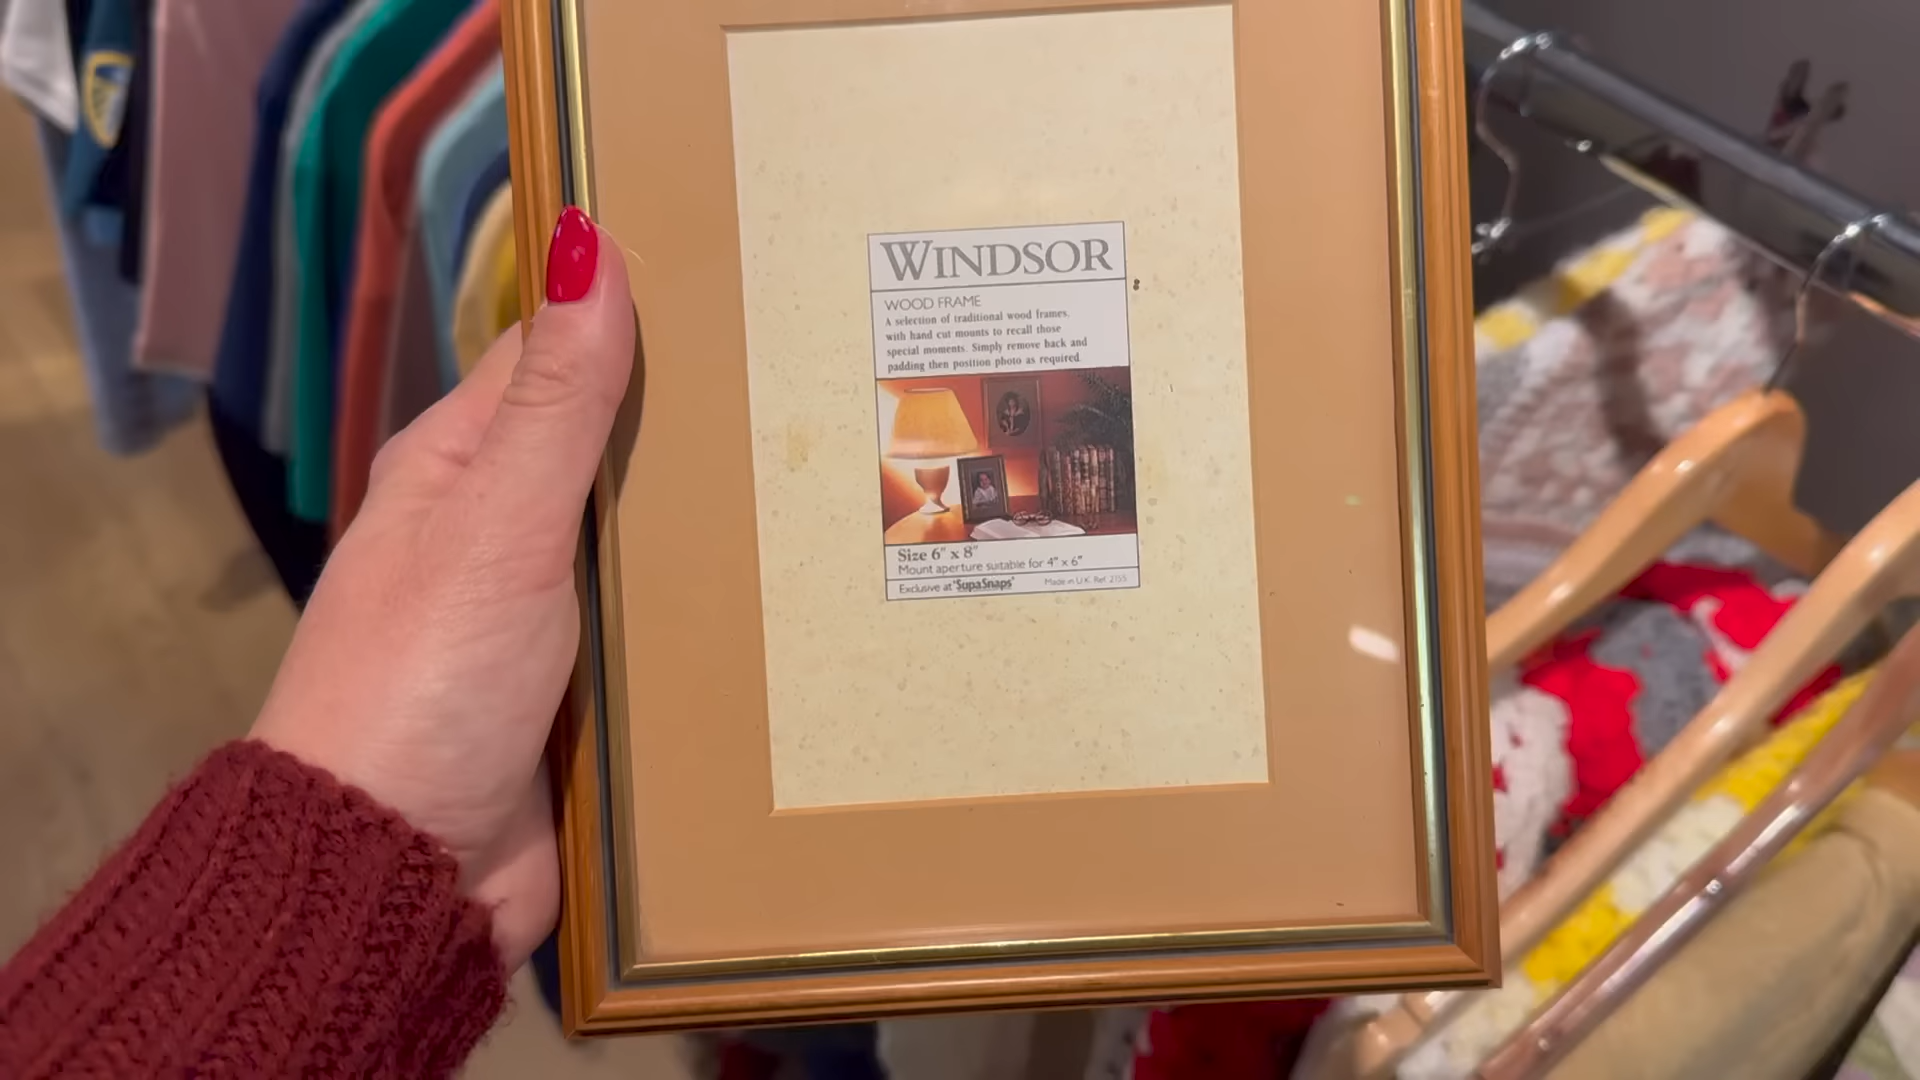 WINDSOR
WOOD FRAME
A selection of traditional wood frames,
with hand cut mounts to recall those
special moments. Simply remove back and
padding then position photo as required.
Size 6" x 8"
Mount aperture suitable for 4" x 6"
Exclusive at 'SupaSnaps' Made in U.K. Ref. 2155